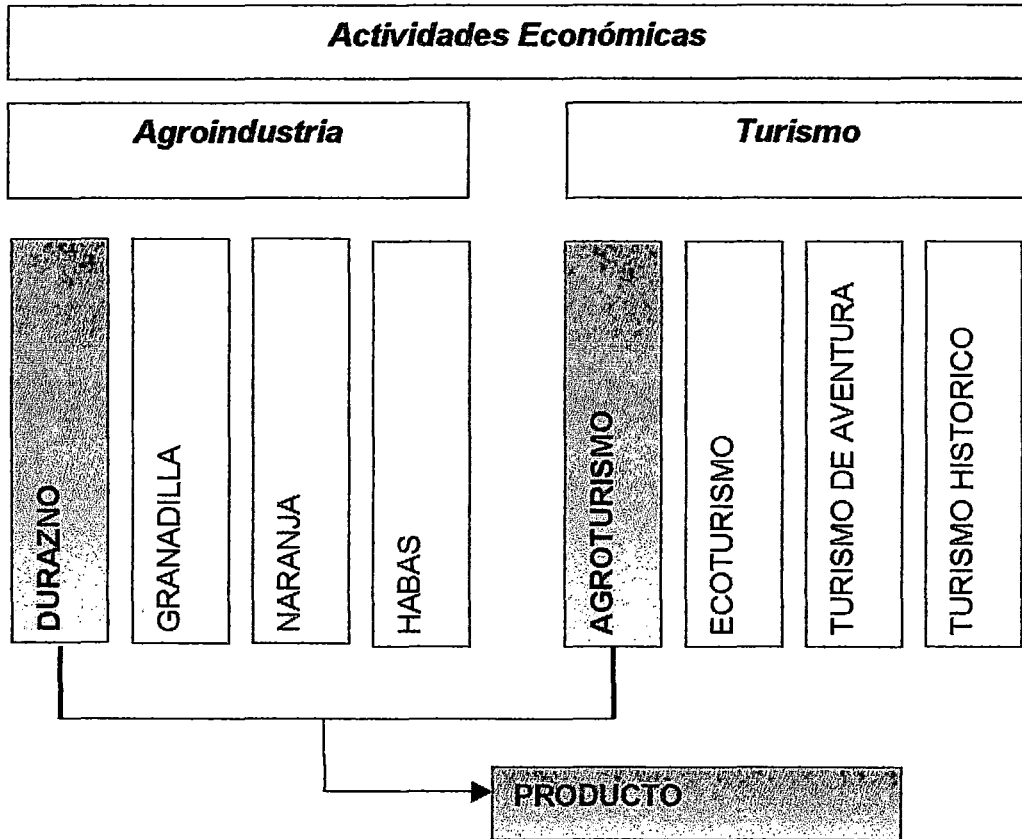 Actividades Económicas
Agroindustria
Turismo
DURAZNO
GRANADILLA
NARANJA
HABAS
AGROTURISMO
ECOTURISMO
TURISMO DE AVENTURA
TURISMO HISTORICO
PRODUCTO